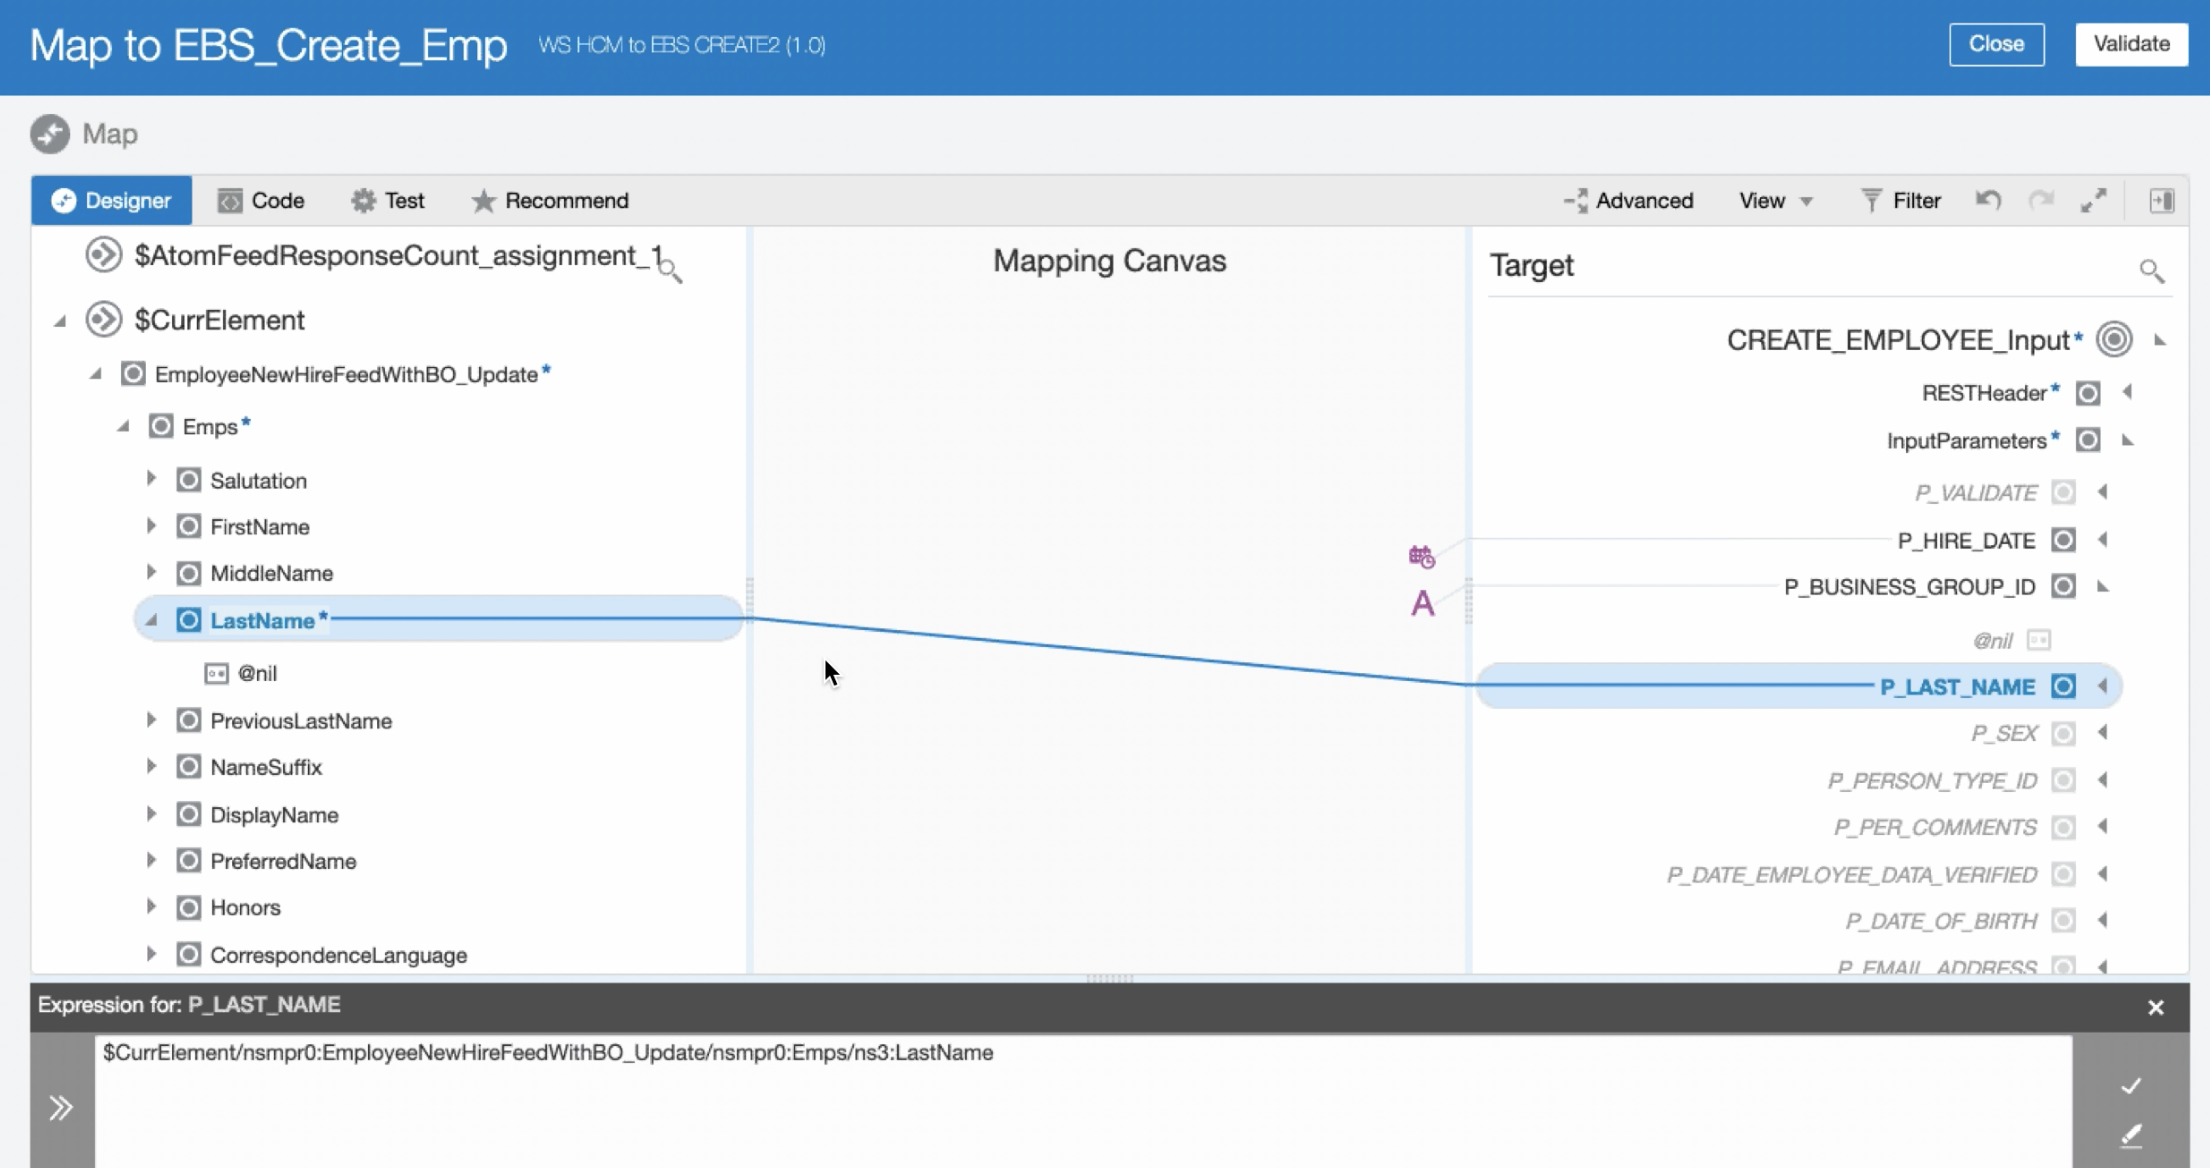 Map to EBS_Create_Emp
WS HCM to EBS CREATE2 (1.0)
Close
Validate
Map
Designer
Code
Test
Recommend
Advanced
View
Filter
$AtomFeedResponseCount_assignment_1
$CurrElement
EmployeeNewHireFeedWithBO_Update*
Emps*
Salutation
FirstName
MiddleName
LastName*
@nil
PreviousLastName
NameSuffix
DisplayName
PreferredName
Honors
CorrespondenceLanguage
Mapping Canvas
A
Target
CREATE_EMPLOYEE_Input*
RESTHeader*
InputParameters*
P_VALIDATE
P_HIRE_DATE
P_BUSINESS_GROUP_ID
@nil
P_LAST_NAME
P_SEX
P_PERSON_TYPE_ID
P_PER_COMMENTS
P_DATE_EMPLOYEE_DATA_VERIFIED
P_DATE_OF_BIRTH
P_EMAIL_ADDRESS
Expression for: P_LAST_NAME
$CurrElement/nsmpr0:EmployeeNewHireFeedWithBO_Update/nsmpr0:Emps/ns3:LastName